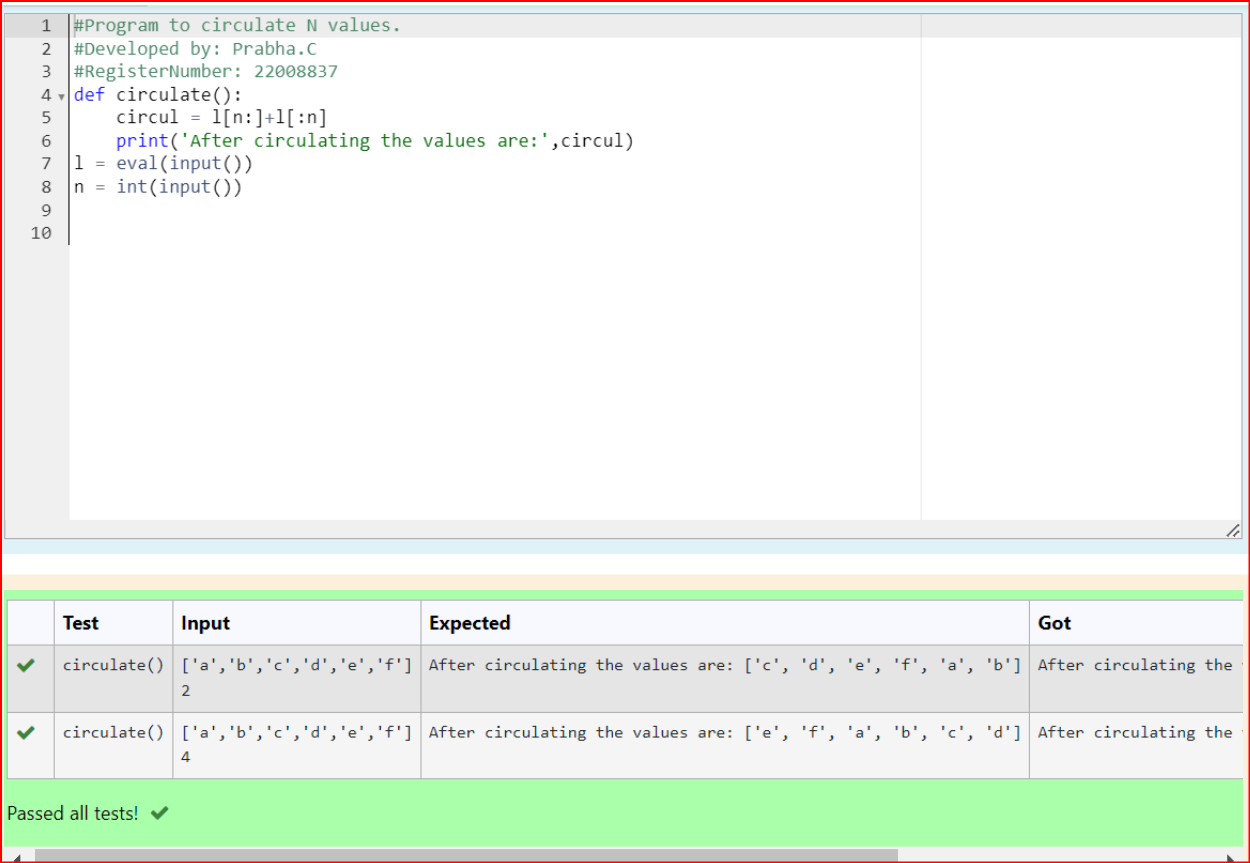 1 #Program to circulate N values.
2 #Developed by: Prabha.C
3 #RegisterNumber: 22008837
4 def circulate():
5     circul = l[n:]+l[:n]
6     print('After circulating the values are:',circul)
7 l = eval(input())
8 n = int(input())
9
10
Test Input Expected Got
circulate() ['a','b','c','d','e','f'] After circulating the values are: ['c', 'd', 'e', 'f', 'a', 'b'] After circulating the
2
circulate() ['a','b','c','d','e','f'] After circulating the values are: ['e', 'f', 'a', 'b', 'c', 'd'] After circulating the
4
Passed all tests!